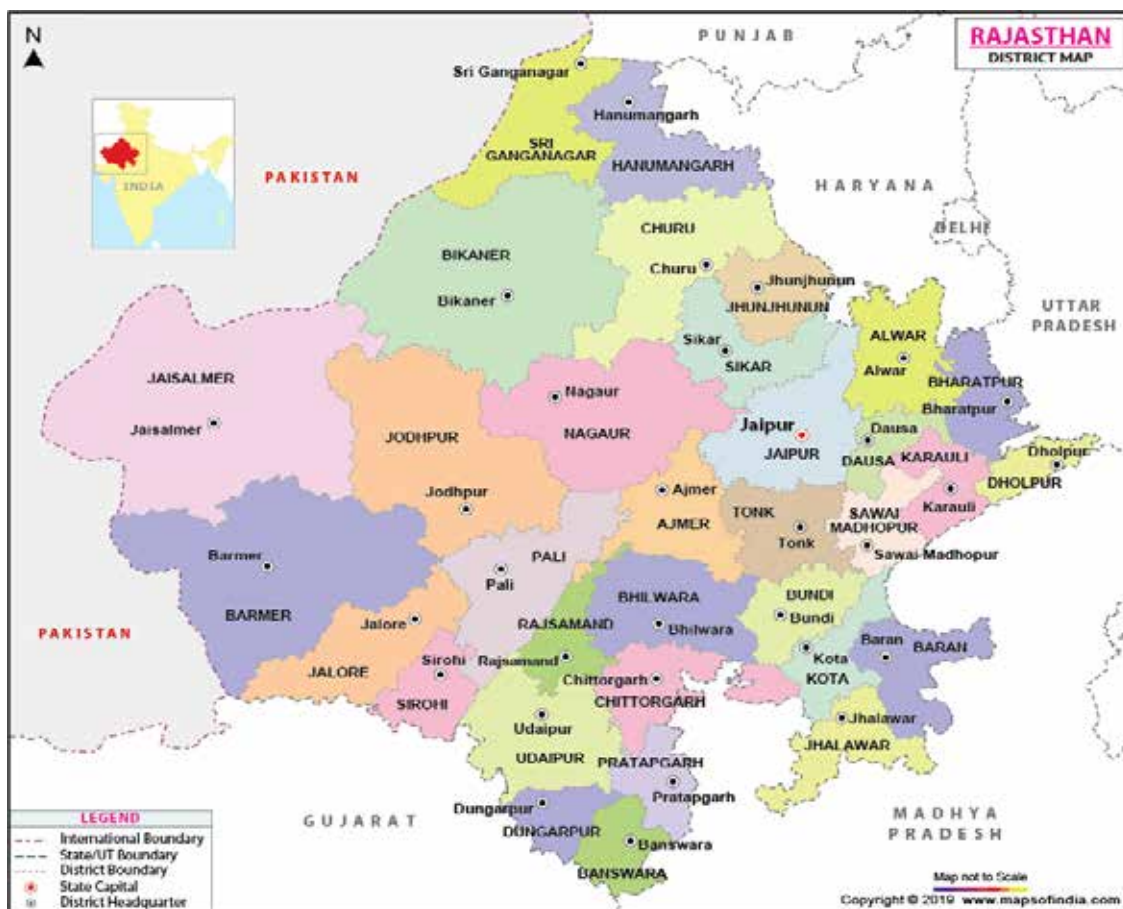 N
PUNJAB
RAJASTHAN
DISTRICT MAP
Sri Ganganagar
Hanumangarh
SRI
GANGANAGAR
HANUMANGARH
INDIA
PAKISTAN
HARYANA
CHURU
DELHI
BIKANER
Churu
Jhunjhunun
Bikaner
JHUNJHUNUN
UTTAR
PRADESH
Sikar
ALWAR
SIKAR
Alwar
JAISALMER
BHARATPUR
Nagaur
Bharatpur
Jaisalmer
JODHPUR
NAGAUR
Jaipur
Dausa
JAIPUR
DAUSA
KARAULI
Dholpur
DHOLPUR
Jodhpur
Ajmer
Karauli
AJMER
TONK
SAWAI
MADHOPUR
Tonk
Sawai-Madhopur
Barmer
PALI
Pali
BHILWARA
BUNDI
BARMER
Jalore
RAJSAMAND
Bhilwara
Bundi
PAKISTAN
Baran
BARAN
Sirohi
Rajsamand
Kota
KOTA
JALORE
Chittorgarh
SIROHI
CHITTORGARH
Udaipur
Jhalawar
UDAIPUR
PRATAPGARH
JHALAWAR
Pratapgarh
Dungarpur
GUJARAT
DUNGARPUR
MADHYA
PRADESH
Banswara
BANSWARA
LEGEND
International Boundary
State/UT Boundary
District Boundary
State Capital
District Headquarter
Map not to Scale
Copyright © 2019 www.mapsofindia.com